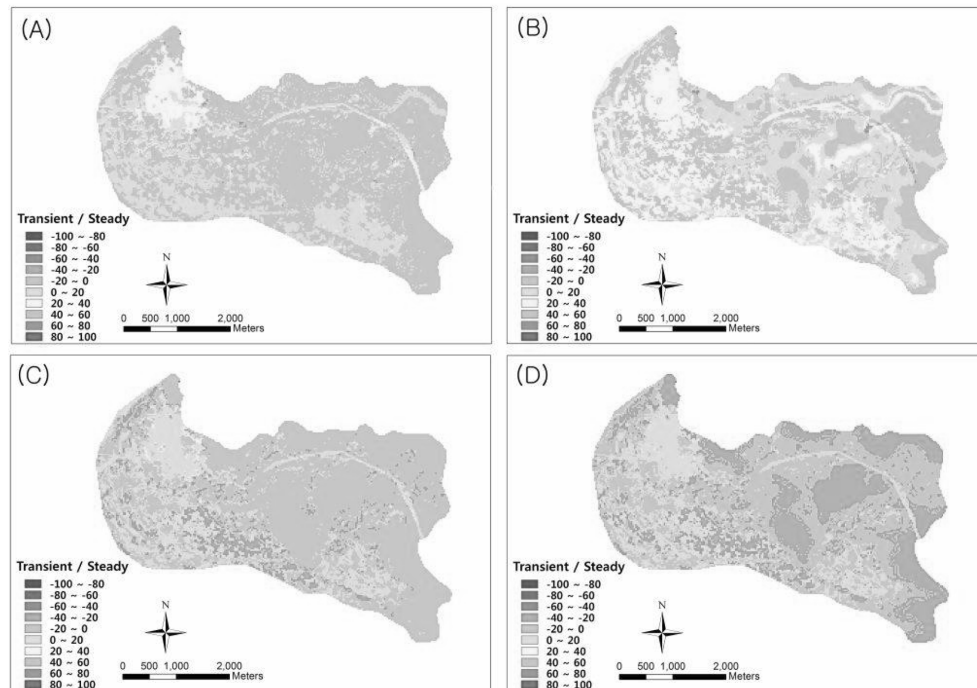 (A)
Transient / Steady
-100 ~ -80
-80 ~ -60
-60 ~ -40
-40 ~ -20
-20 ~ 0
0 ~ 20
20 ~ 40
40 ~ 60
60 ~ 80
80 ~ 100
N
0 500 1,000 2,000
Meters
(B)
Transient / Steady
-100 ~ -80
-80 ~ -60
-60 ~ -40
-40 ~ -20
-20 ~ 0
0 ~ 20
20 ~ 40
40 ~ 60
60 ~ 80
80 ~ 100
N
0 500 1,000 2,000
Meters
(C)
Transient / Steady
-100 ~ -80
-80 ~ -60
-60 ~ -40
-40 ~ -20
-20 ~ 0
0 ~ 20
20 ~ 40
40 ~ 60
60 ~ 80
80 ~ 100
N
0 500 1,000 2,000
Meters
(D)
Transient / Steady
-100 ~ -80
-80 ~ -60
-60 ~ -40
-40 ~ -20
-20 ~ 0
0 ~ 20
20 ~ 40
40 ~ 60
60 ~ 80
80 ~ 100
N
0 500 1,000 2,000
Meters